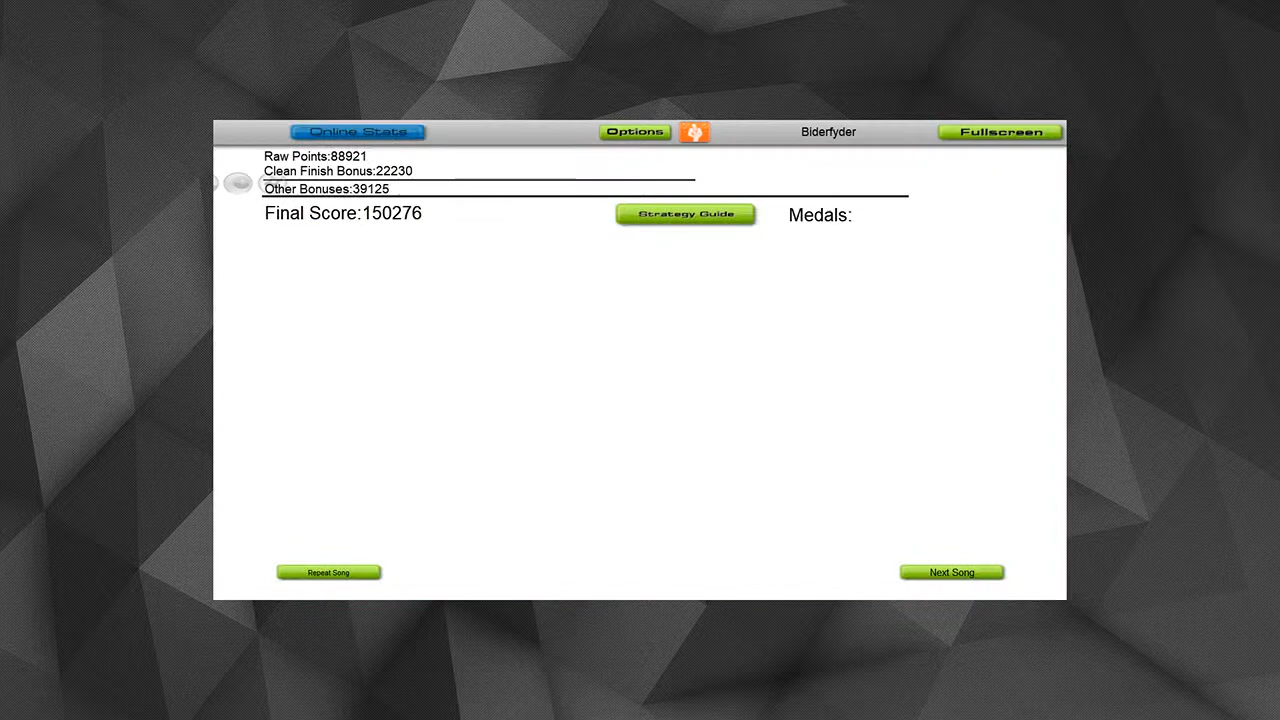 Online Stats
Options
Biderfyder
Fullscreen
Raw Points:88921
Clean Finish Bonus:22230
Other Bonuses:39125
Final Score:150276
Strategy Guide
Medals:
Repeat Song
Next Song